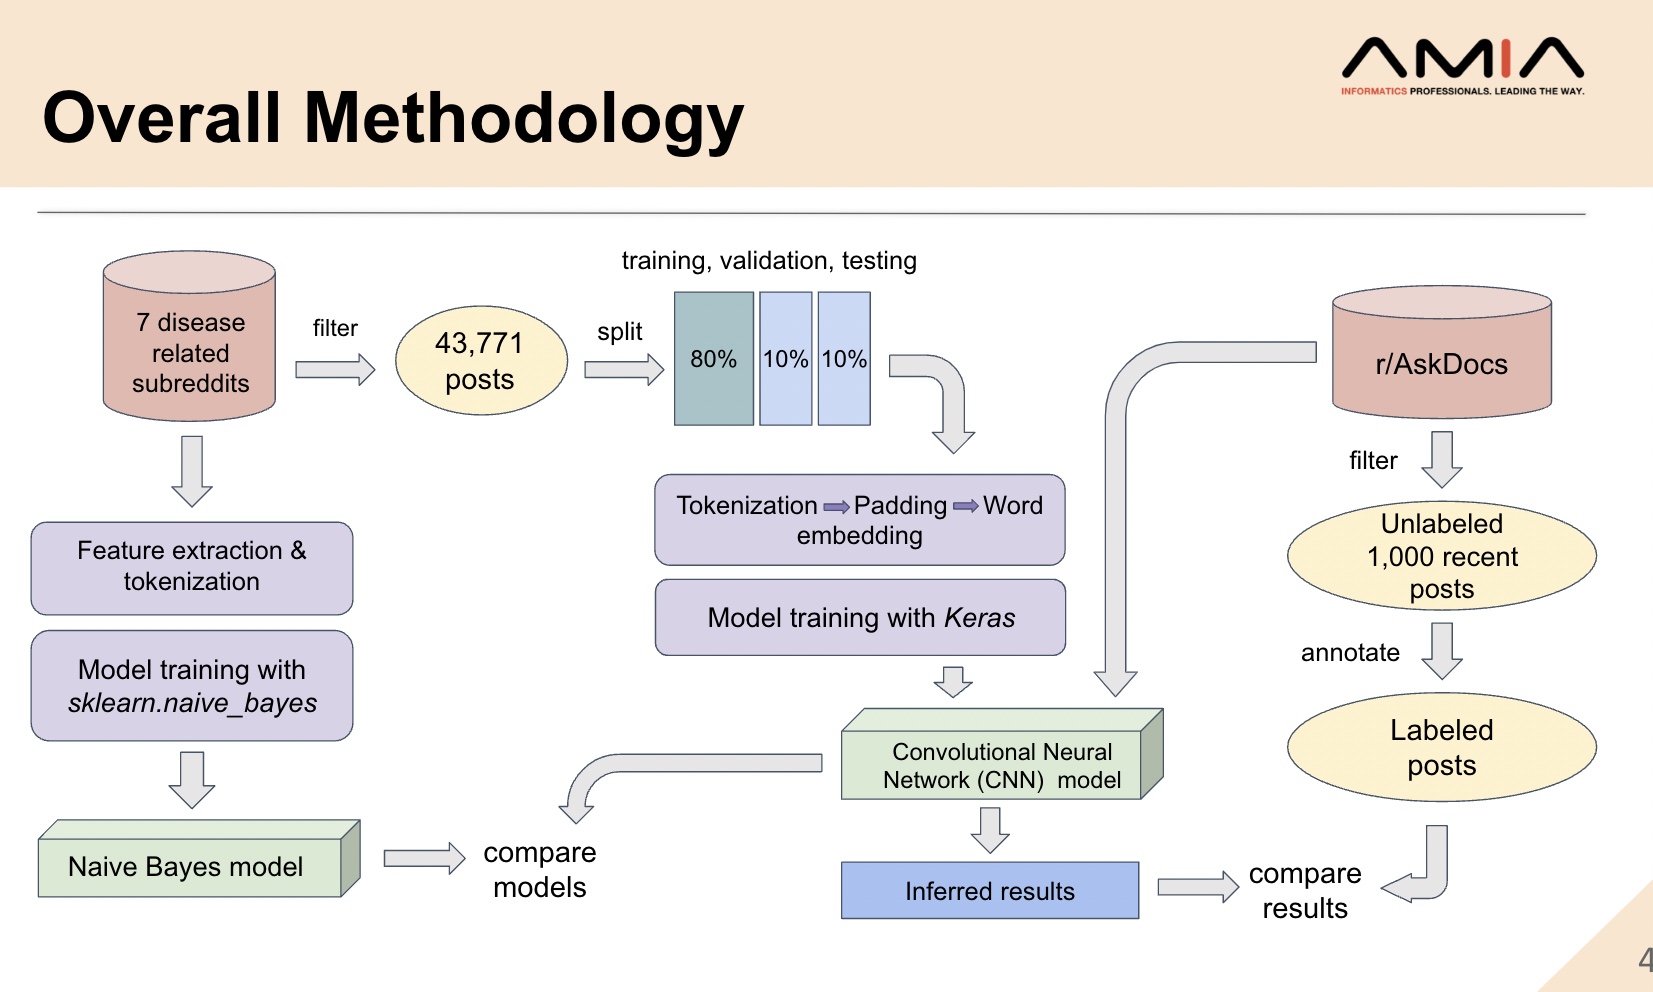 AMIA
INFORMATICS PROFESSIONALS. LEADING THE WAY.
Overall Methodology
7 disease
related
subreddits
filter
43,771
posts
split
training, validation, testing
80%
10%
10%
r/AskDocs
filter
Unlabeled
1,000 recent
posts
annotate
Labeled
posts
Tokenization Padding Word
embedding
Model training with Keras
Feature extraction &
tokenization
Model training with
sklearn.naive_bayes
Naive Bayes model
compare
models
Convolutional Neural
Network (CNN) model
Inferred results
compare
results
4